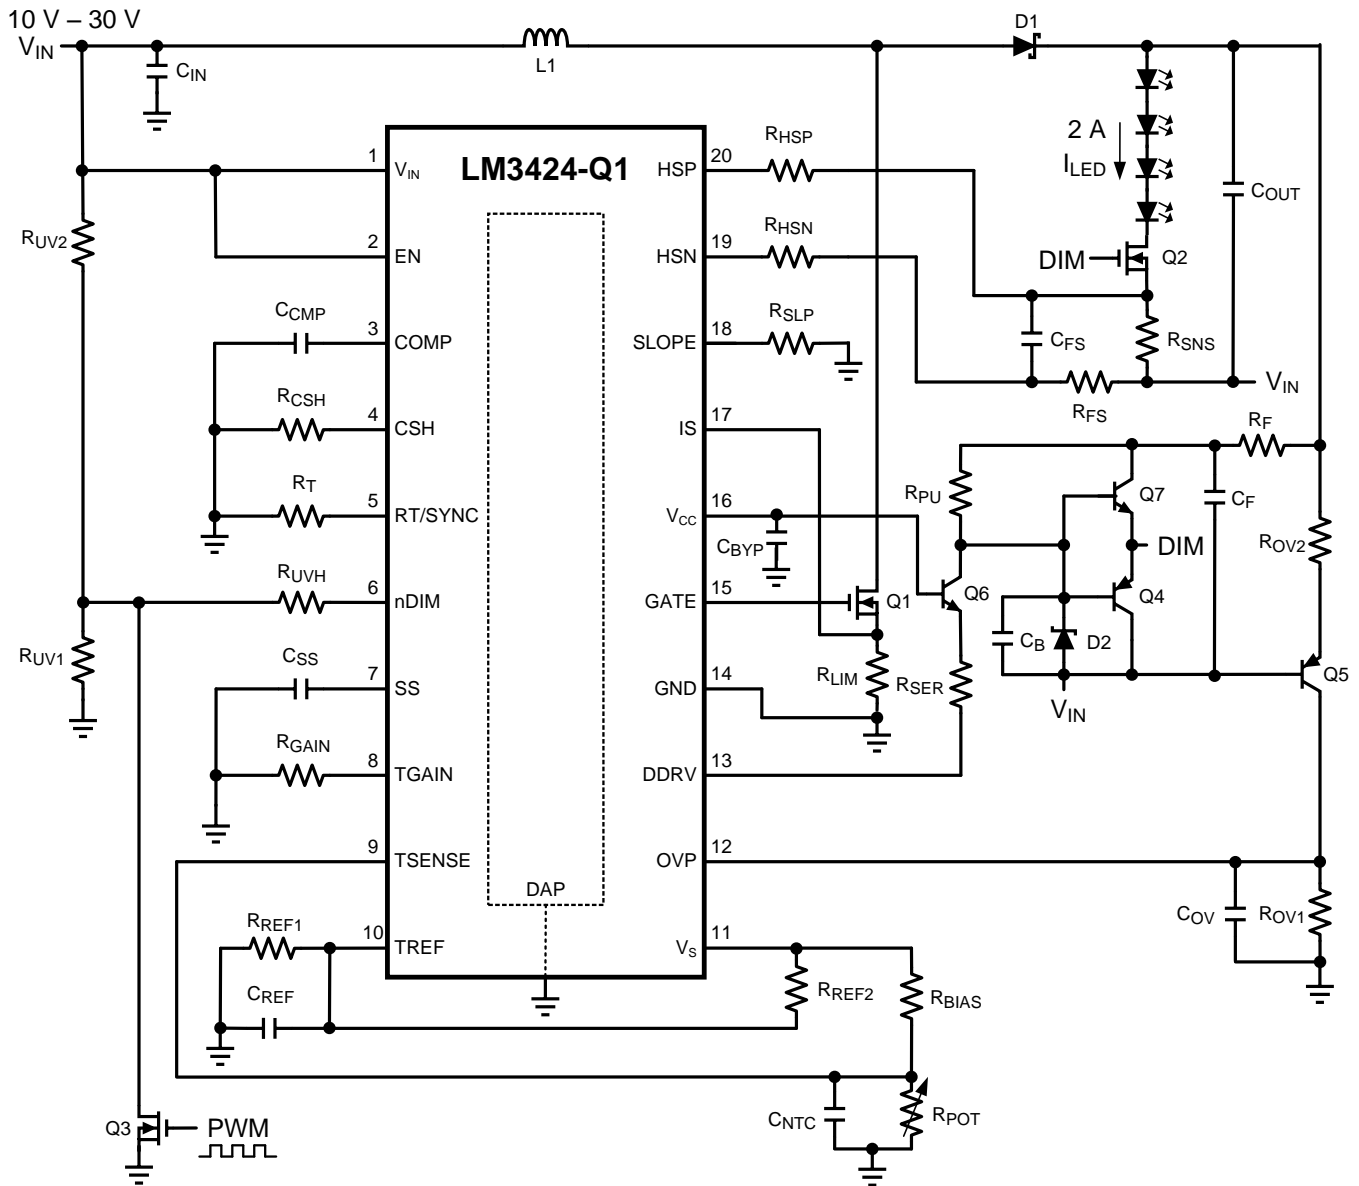 10 V – 30 V
VIN
CIN
L1
D1
2 A
ILED
COUT
LM3424-Q1
1
VIN
HSP
20
RHSP
RUV2
2
EN
HSN
19
RHSN
DIM
Q2
CCMP
3
COMP
SLOPE
18
RSLP
CFS
RSNS
RFS
VIN
RCSH
4
CSH
IS
17
RF
RT
5
RT/SYNC
VCC
16
CBYP
RPU
Q7
CF
DIM
ROV2
RUVH
6
nDIM
GATE
15
Q1
Q6
Q4
RUV1
CSS
7
SS
GND
14
RLIM
RSER
CB
D2
VIN
Q5
RGAIN
8
TGAIN
DDRV
13
9
TSENSE
OVP
12
DAP
COV
ROV1
RREF1
10
TREF
VS
11
CREF
RREF2
RBIAS
CNTC
RPOT
Q3
PWM